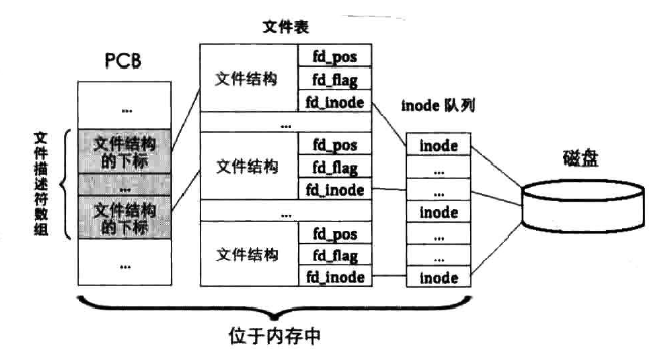 文件表
PCB
...
文件描述符数组
文件结构
的下标
...
文件结构
的下标
...
文件结构
fd_pos
fd_flag
fd_inode
...
文件结构
fd_pos
fd_flag
fd_inode
...
文件结构
fd_pos
fd_flag
fd_inode
inode 队列
inode
...
...
inode
...
...
inode
磁盘
位于内存中